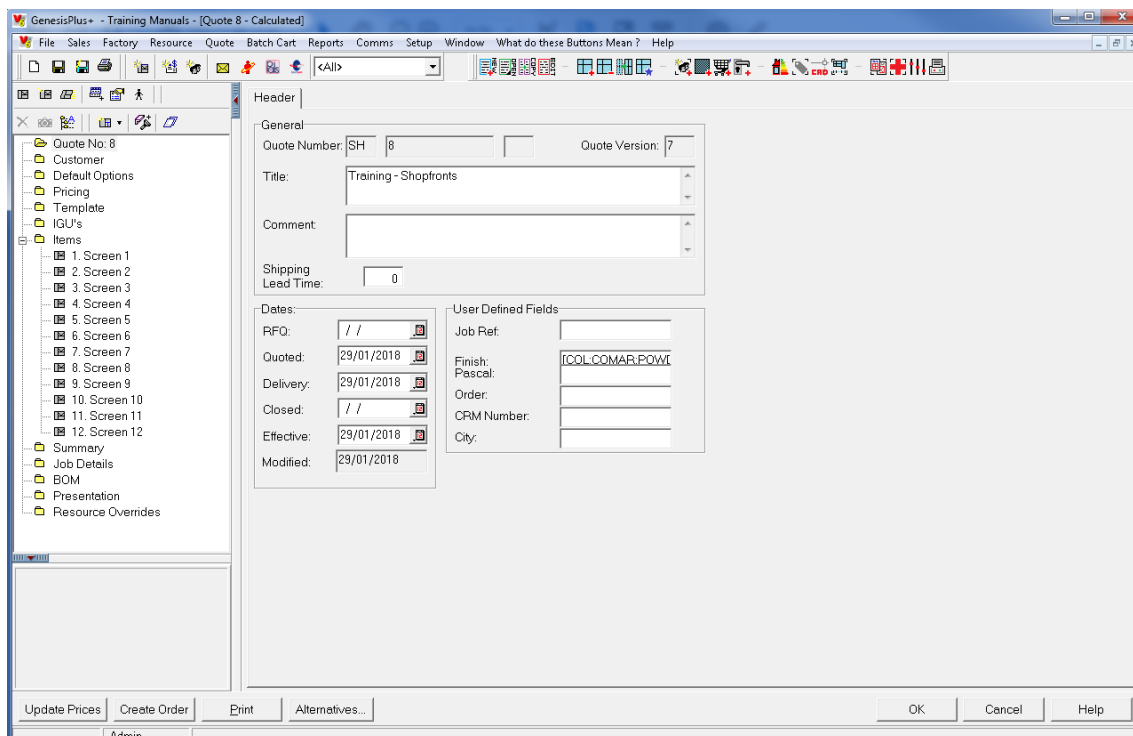 GenesisPlus+ - Training Manuals - [Quote 8 - Calculated]
File Sales Factory Resource Quote Batch Cart Reports Comms Setup Window What do these Buttons Mean ? Help
<All>
Header
Quote No: 8
Customer
Default Options
Pricing
Template
IGU's
Items
1. Screen 1
2. Screen 2
3. Screen 3
4. Screen 4
5. Screen 5
6. Screen 6
7. Screen 7
8. Screen 8
9. Screen 9
10. Screen 10
11. Screen 11
12. Screen 12
Summary
Job Details
BOM
Presentation
Resource Overrides
General
Quote Number: SH 8 Quote Version: 7
Title: Training - Shopfronts
Comment:
Shipping
Lead Time: 0
Dates:
RFQ: / /
Quoted: 29/01/2018
Delivery: 29/01/2018
Closed: / /
Effective: 29/01/2018
Modified: 29/01/2018
User Defined Fields
Job Ref:
Finish: [COL:COMAR:POWD
Pascal:
Order:
CRM Number:
City:
Update Prices Create Order Print Alternatives... OK Cancel Help
Admin